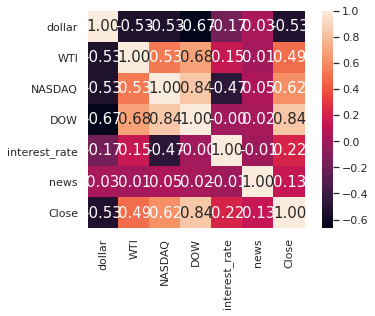 dollar 1.00 -0.53 -0.53 -0.67 -0.17 0.03 -0.53
WTI -0.53 1.00 0.53 0.68 0.15 0.01 0.49
NASDAQ -0.53 0.53 1.00 0.84 -0.47 0.05 0.62
DOW -0.67 0.68 0.84 1.00 -0.00 0.02 0.84
interest_rate -0.17 0.15 -0.47 -0.00 1.00 -0.01 0.22
news 0.03 0.01 0.05 0.02 -0.01 1.00 0.13
Close -0.53 0.49 0.62 0.84 0.22 0.13 1.00
dollar
WTI
NASDAQ
DOW
interest_rate
news
Close
1.0
0.8
0.6
0.4
0.2
0.0
−0.2
−0.4
−0.6